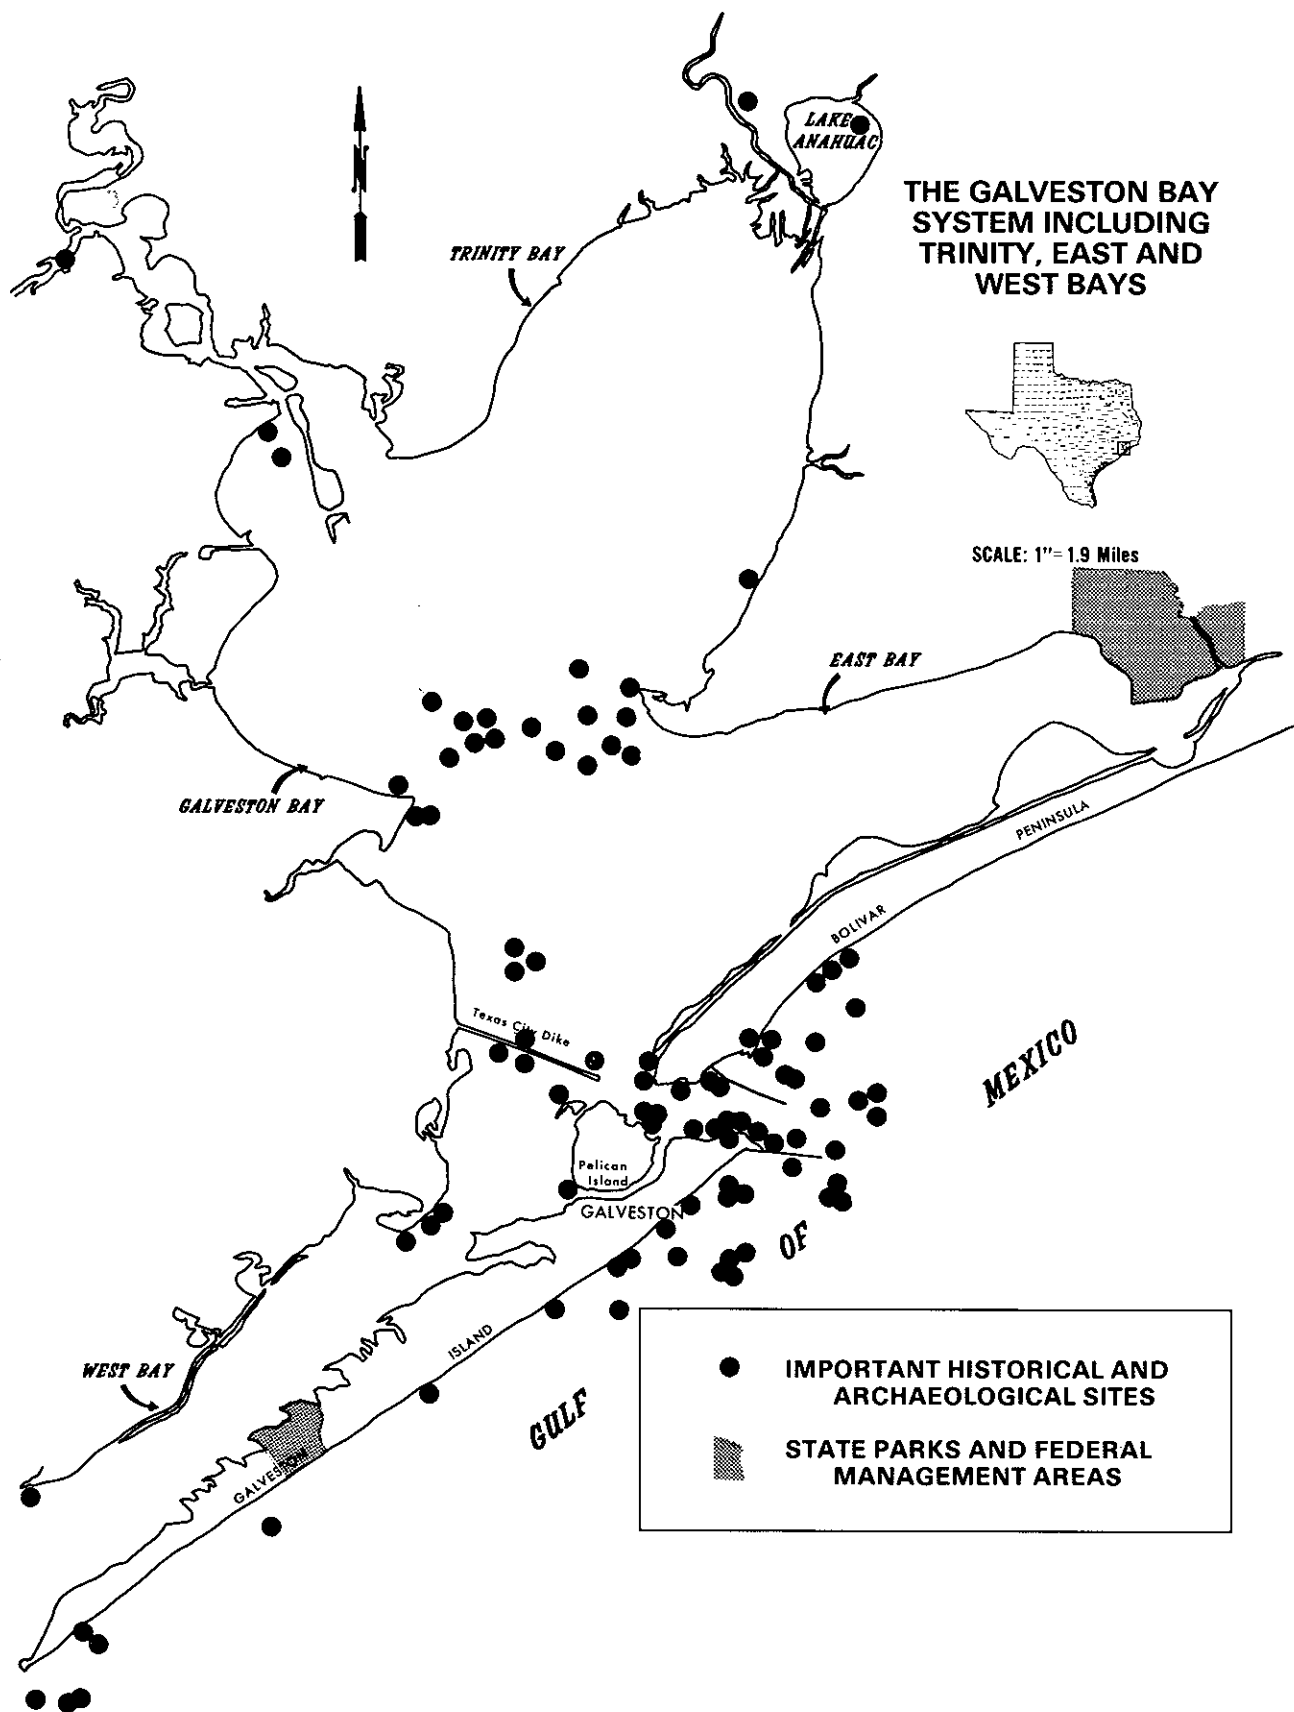 LAKE
ANAHUAC
N
THE GALVESTON BAY
SYSTEM INCLUDING
TRINITY, EAST AND
WEST BAYS
TRINITY BAY
SCALE: 1"= 1.9 Miles
EAST BAY
GALVESTON BAY
PENINSULA
BOLIVAR
Texas City Dike
MEXICO
Pelican
Island
GALVESTON
OF
ISLAND
WEST BAY
GULF
GALVESTON
IMPORTANT HISTORICAL AND
ARCHAEOLOGICAL SITES
STATE PARKS AND FEDERAL
MANAGEMENT AREAS